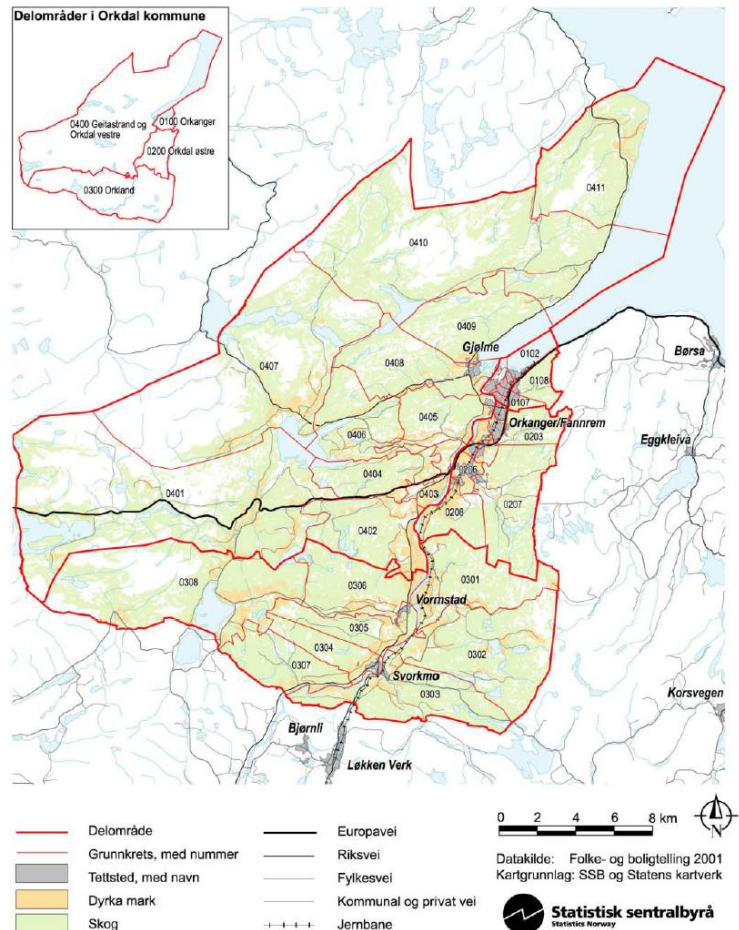 Delområder i Orkdal kommune
0400 Geitastrand og
Orkdal vestre
0100 Orkanger
0200 Orkdal østre
0300 Orkland
0411
0410
0409
Gjølme
0102
Børsa
0407
0408
0108
0107
0405
Orkanger/Fannrem
0406
0203
Eggkleiva
0404
0206
0401
0403
0206
0207
0402
0308
0306
0301
Vormstad
0305
0304
0302
0307
Svorkmo
0303
Korsvegen
Bjørnli
Løkken Verk
Delområde
Grunnkrets, med nummer
Tettsted, med navn
Dyrka mark
Skog
Europavei
Riksvei
Fylkesvei
Kommunal og privat vei
Jernbane
0 2 4 6 8 km
N
Datakilde: Folke- og boligtelling 2001
Kartgrunnlag: SSB og Statens kartverk
Statistisk sentralbyrå
Statistics Norway